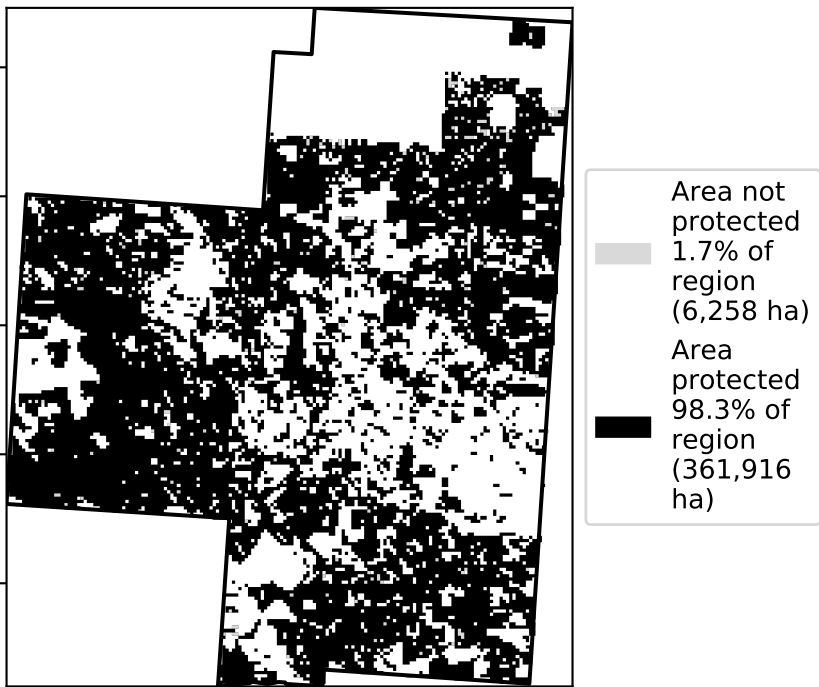 Area not
protected
1.7% of
region
(6,258 ha)
Area
protected
98.3% of
region
(361,916
ha)